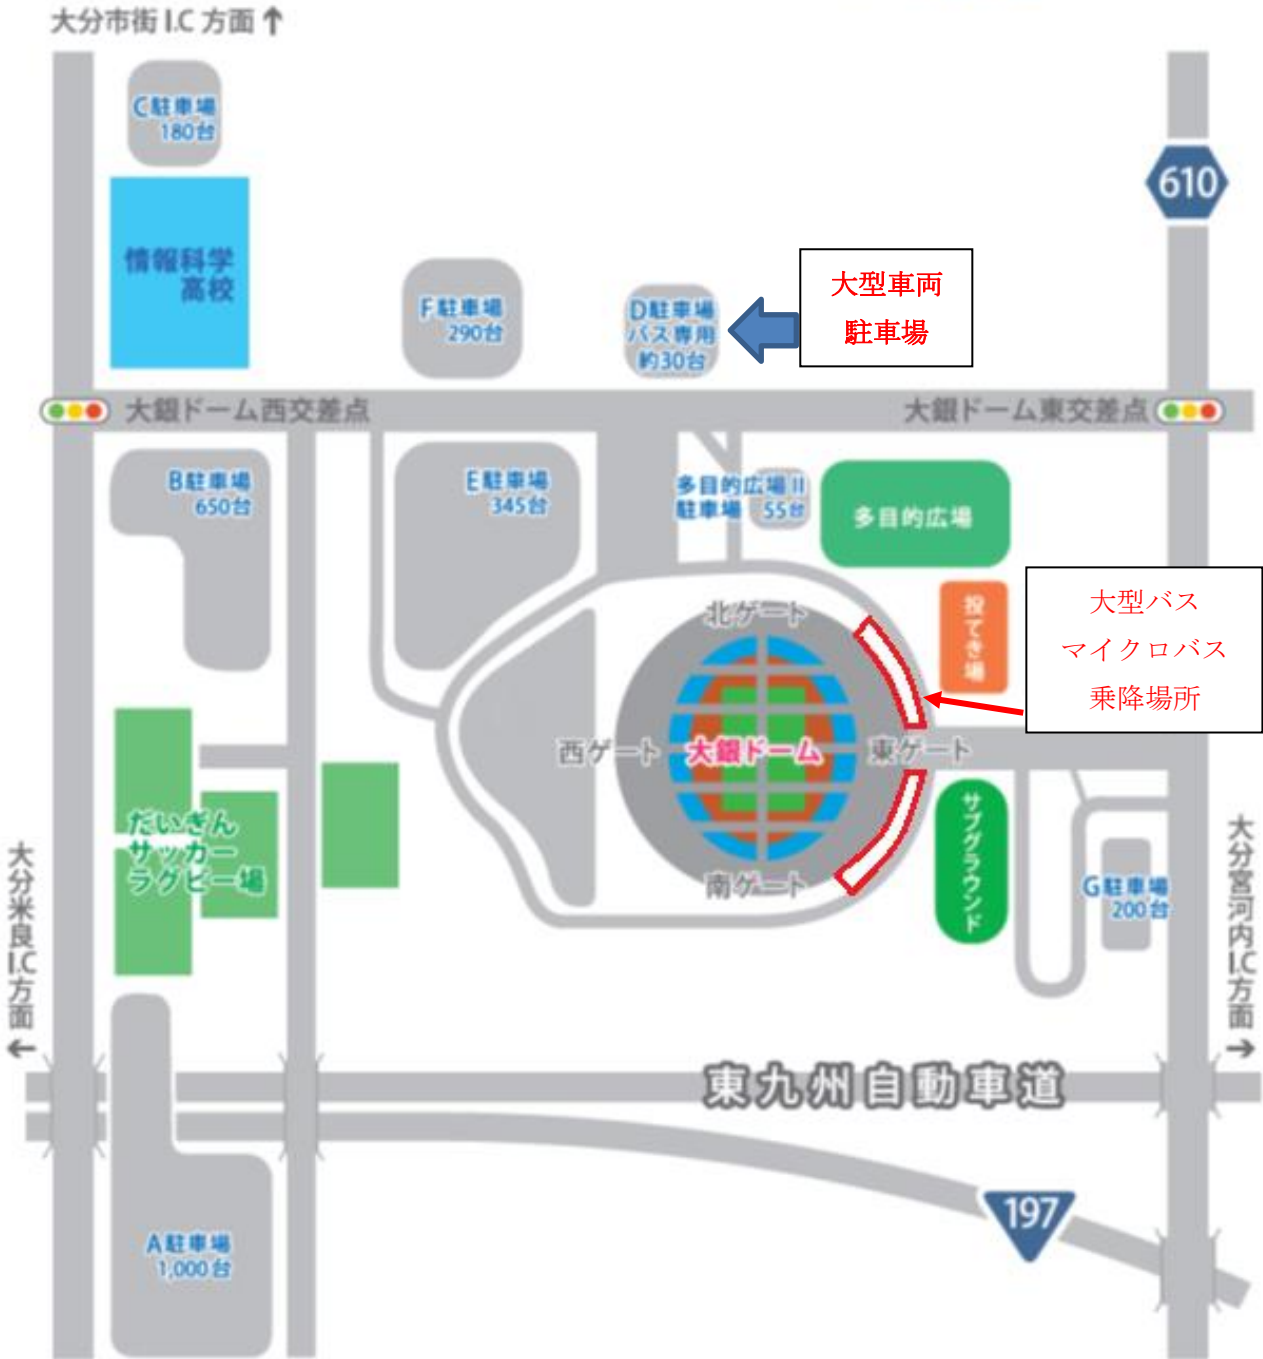 大分市街 I.C 方面 ↑
C駐車場
180台
610
情報科学
高校
大型車両
駐車場
F駐車場
290台
D駐車場
バス専用
約30台
大銀ドーム西交差点
大銀ドーム東交差点
B駐車場
650台
E駐車場
345台
多目的広場Ⅱ
駐車場 55台
多目的広場
大型バス
マイクロバス
乗降場所
投てき場
北ゲート
西ゲート
大銀ドーム
東ゲート
南ゲート
サブグラウンド
だいぎん
サッカー
ラグビー場
G駐車場
200台
大分米良I.C方面←
大分宮河内I.C方面→
東九州自動車道
197
A駐車場
1,000台